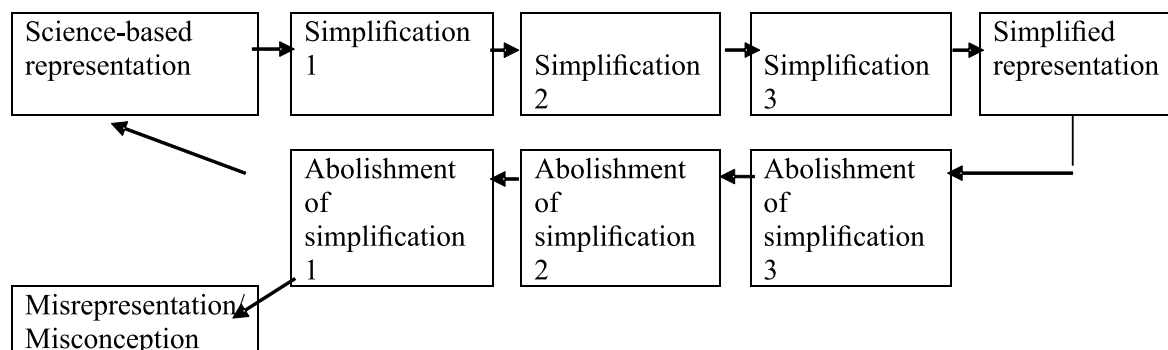 Science-based
representation
Simplification
1
Simplification
2
Simplification
3
Simplified
representation
Abolishment
of
simplification
1
Abolishment
of
simplification
2
Abolishment
of
simplification
3
Misrepresentation/
Misconception